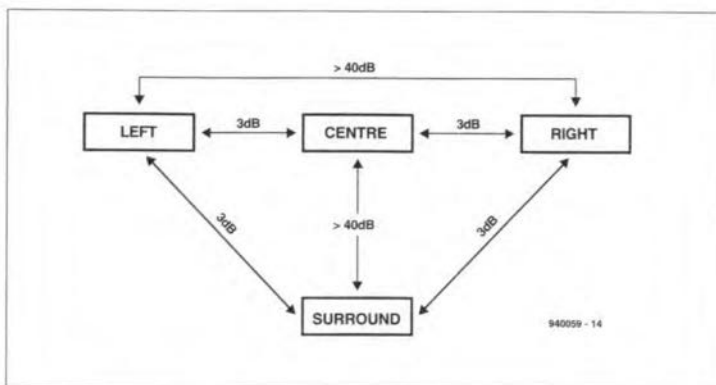 > 40dB
LEFT
3dB
CENTRE
3dB
RIGHT
3dB
> 40dB
3dB
SURROUND
940059 - 14